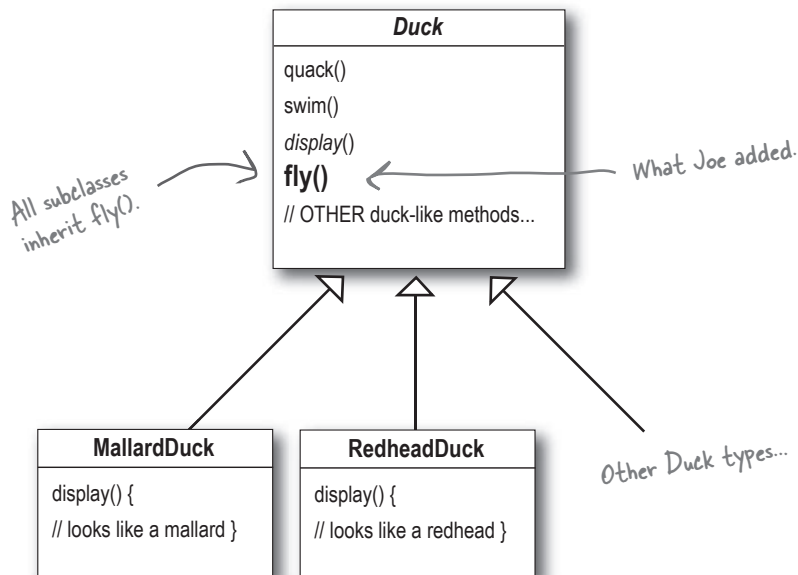 Duck
quack()
swim()
display()
fly()
// OTHER duck-like methods...
All subclasses
inherit fly().
What Joe added.
MallardDuck
display() {
// looks like a mallard }
RedheadDuck
display() {
// looks like a redhead }
Other Duck types...